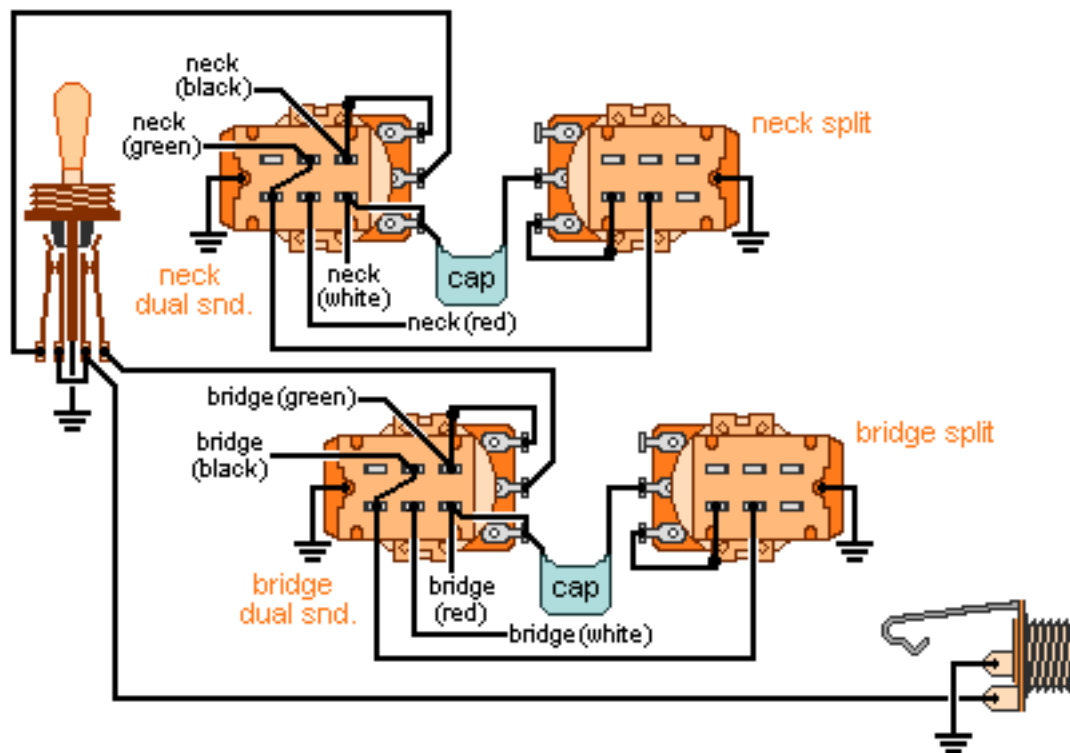 neck
(black)
neck
(green)
neck split
cap
neck
dual snd.
neck
(white)
neck (red)
bridge (green)
bridge
(black)
bridge split
cap
bridge
dual snd.
bridge
(red)
bridge (white)